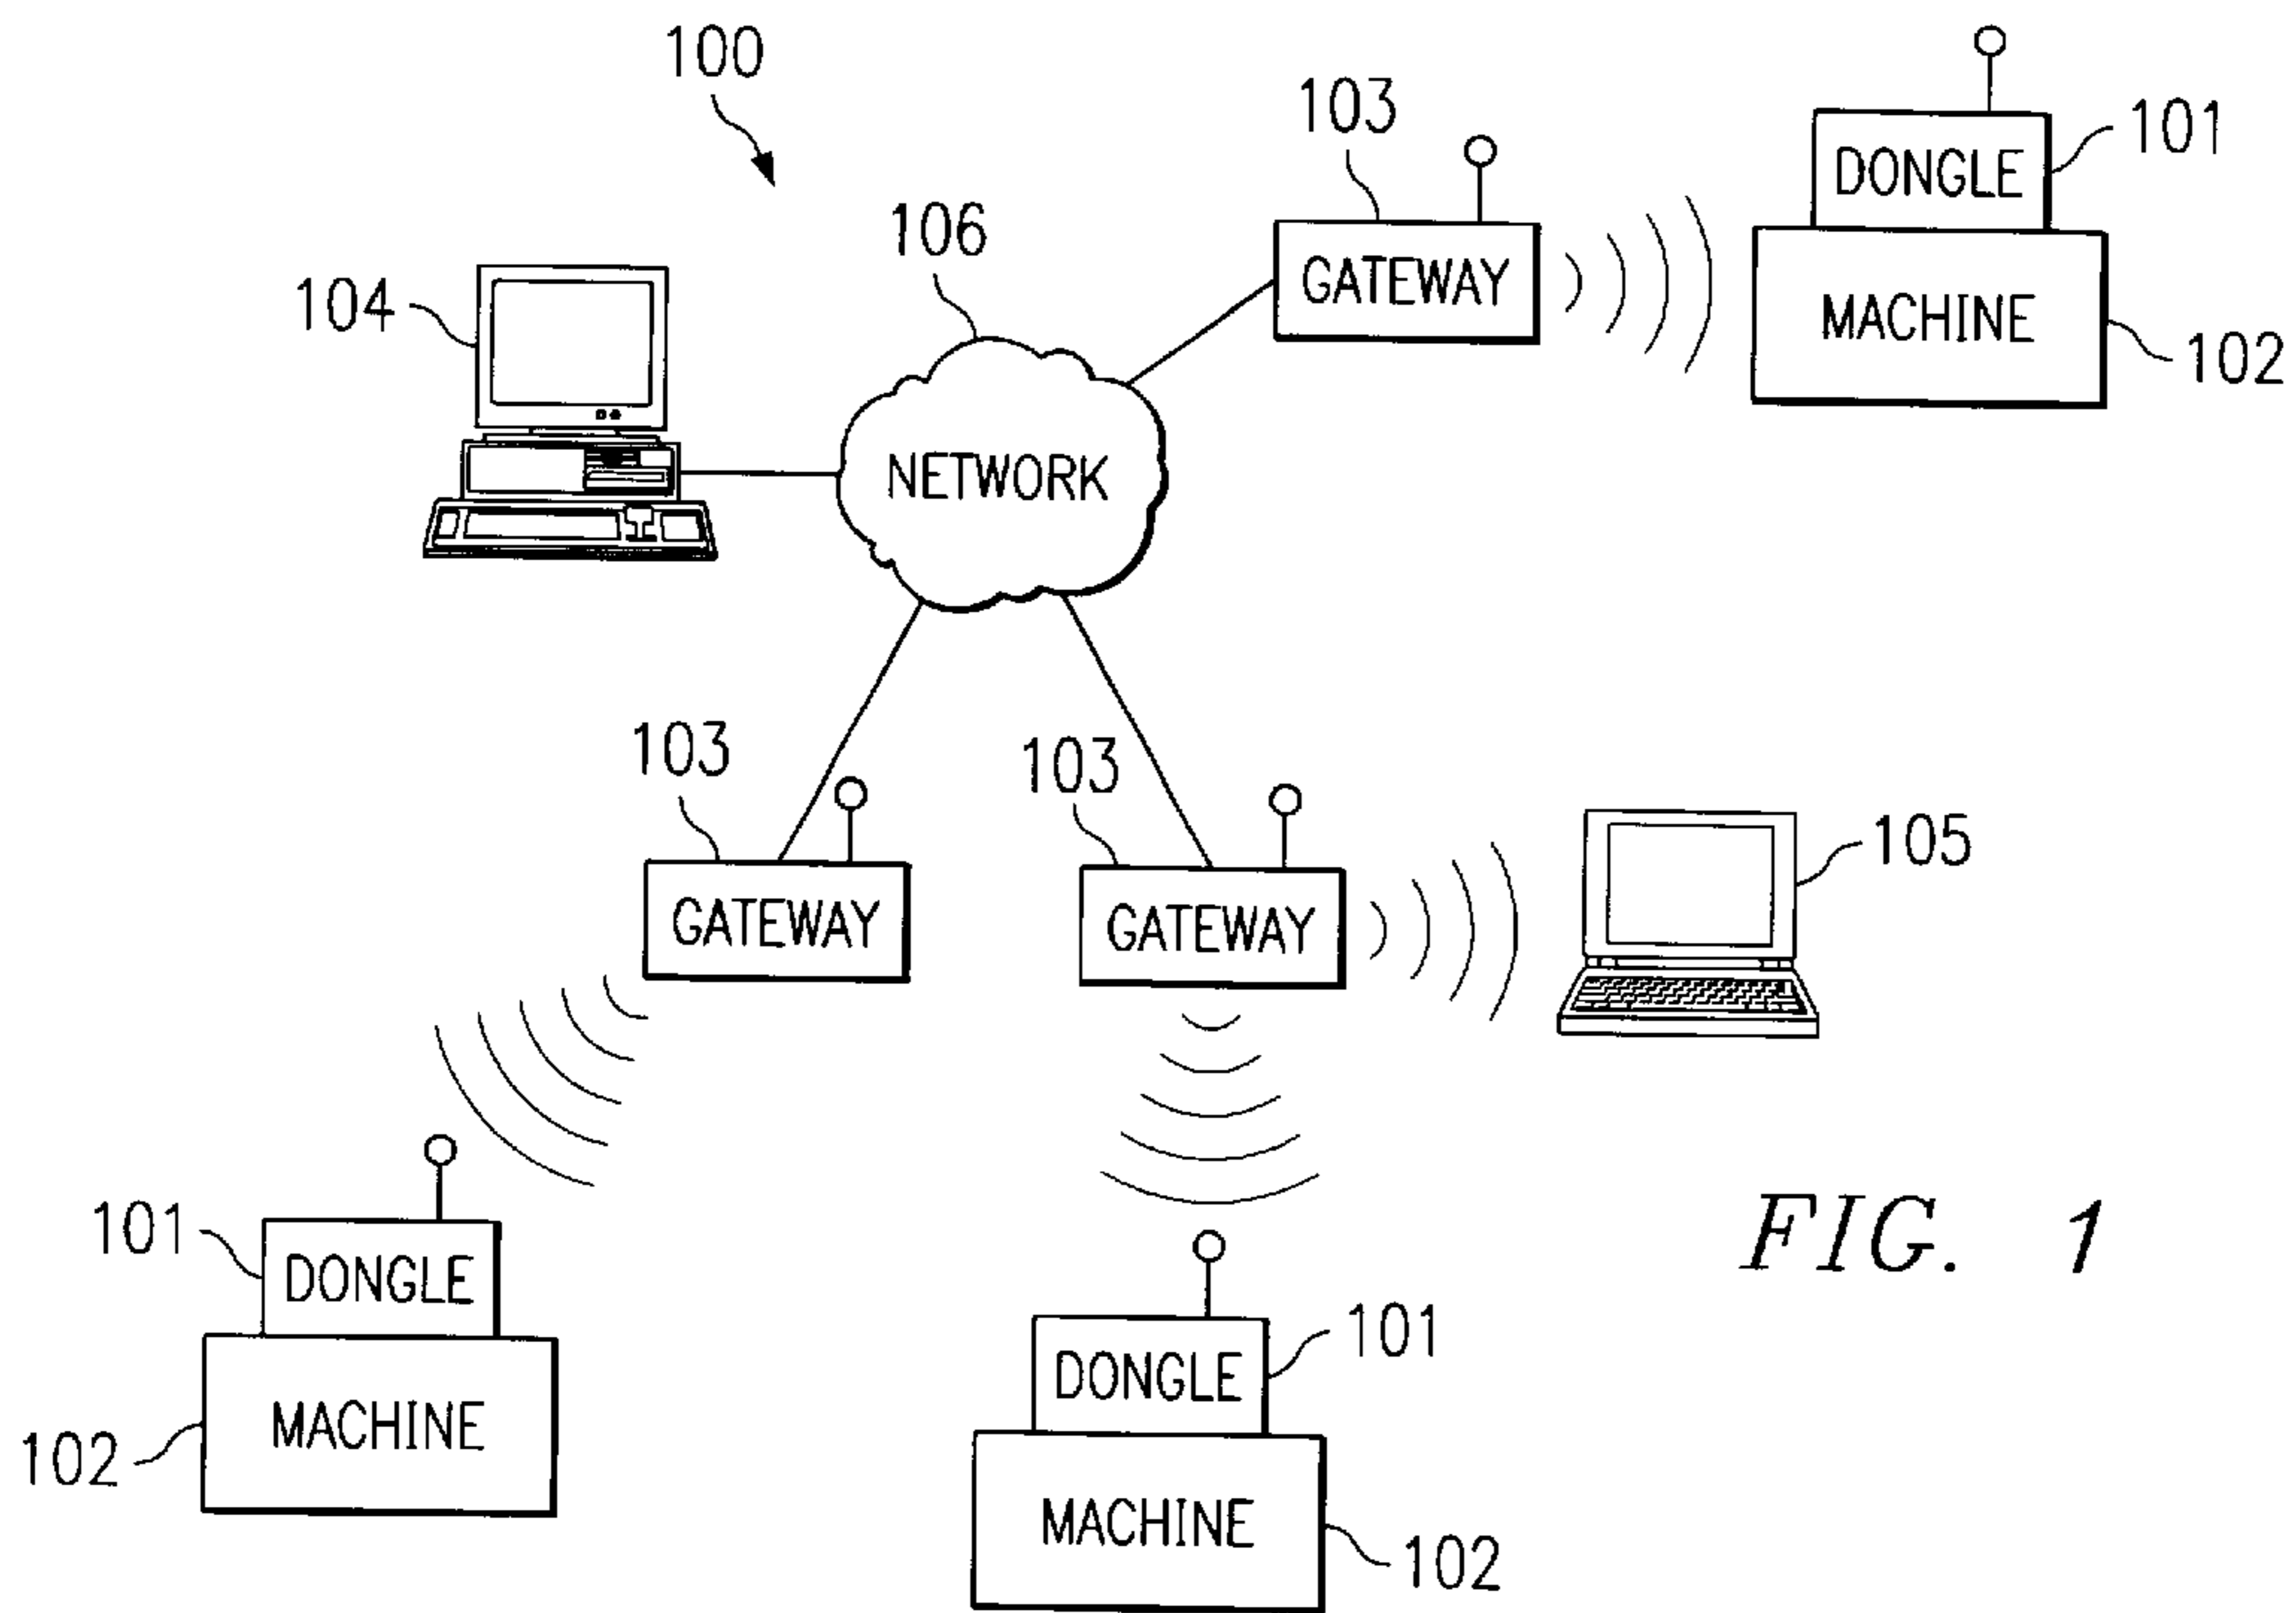 100
103
101
DONGLE
106
GATEWAY
104
MACHINE
102
NETWORK
103
103
105
GATEWAY
GATEWAY
101
DONGLE
FIG. 1
101
DONGLE
MACHINE
102
MACHINE
102